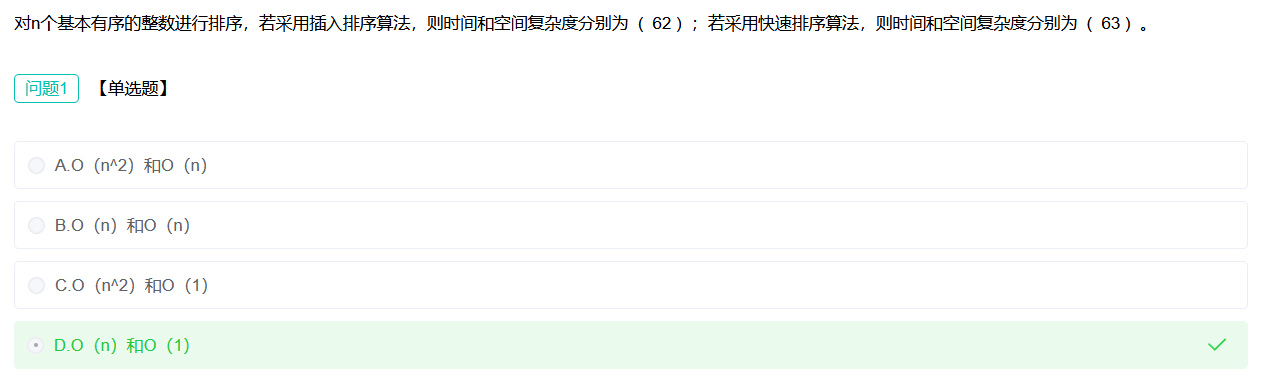 对n个基本有序的整数进行排序，若采用插入排序算法，则时间和空间复杂度分别为（ 62 ）；若采用快速排序算法，则时间和空间复杂度分别为（ 63 ）。
问题1 【单选题】
A.O（n^2）和O（n）
B.O（n）和O（n）
C.O（n^2）和O（1）
D.O（n）和O（1）